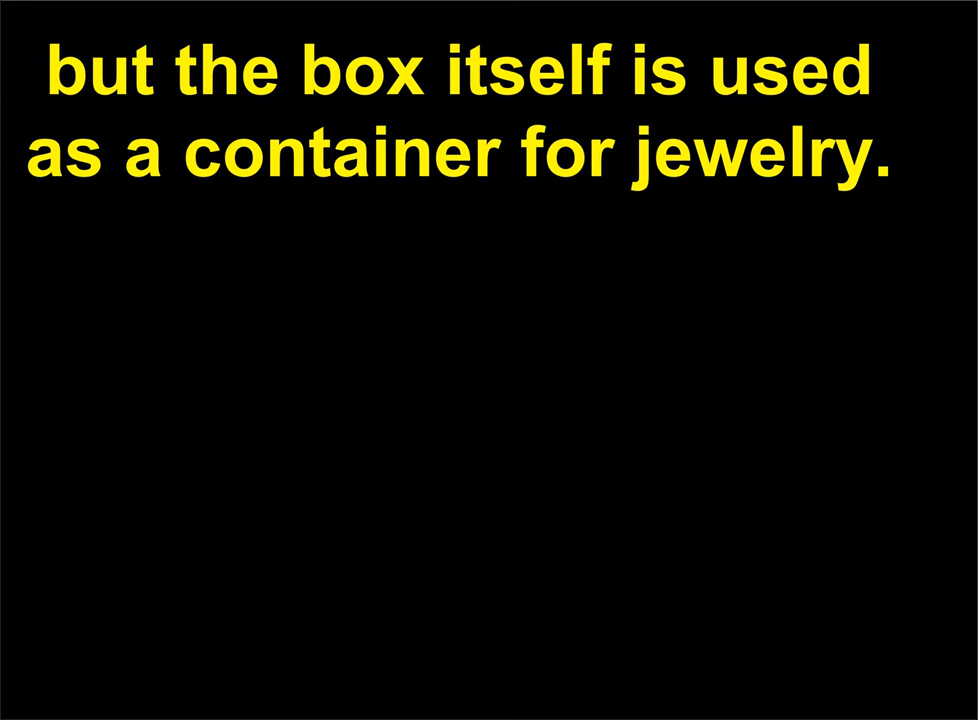 but the box itself is used
as a container for jewelry.